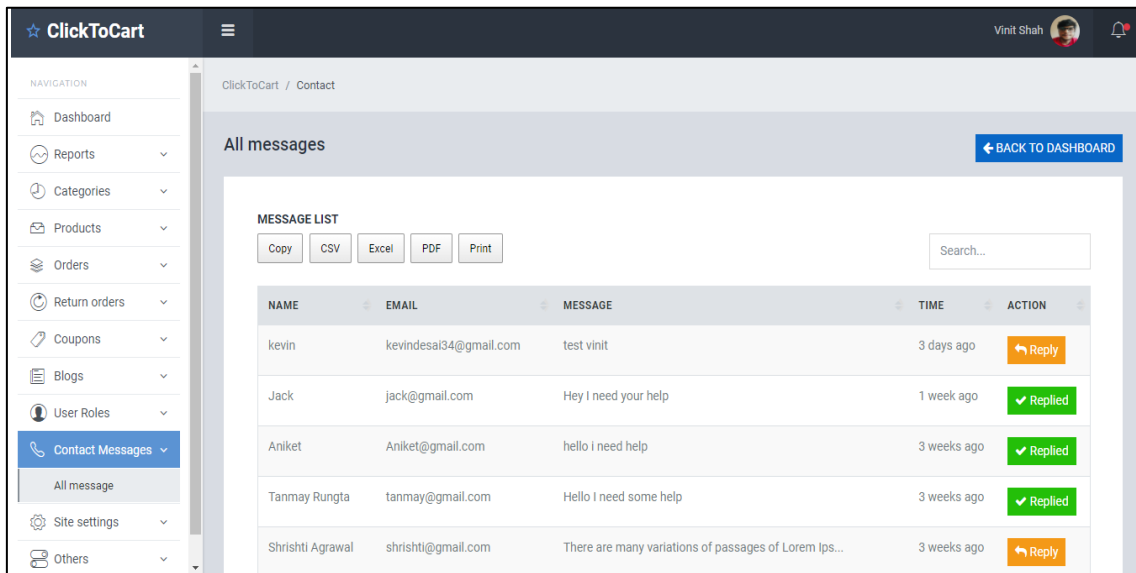 ClickToCart
Vinit Shah
NAVIGATION
Dashboard
Reports
Categories
Products
Orders
Return orders
Coupons
Blogs
User Roles
Contact Messages
All message
Site settings
Others
ClickToCart / Contact
All messages
BACK TO DASHBOARD
MESSAGE LIST
Copy CSV Excel PDF Print
Search...
NAME EMAIL MESSAGE TIME ACTION
kevin kevindesai34@gmail.com test vinit 3 days ago Reply
Jack jack@gmail.com Hey I need your help 1 week ago Replied
Aniket Aniket@gmail.com hello i need help 3 weeks ago Replied
Tanmay Rungta tanmay@gmail.com Hello I need some help 3 weeks ago Replied
Shrishti Agrawal shrishti@gmail.com There are many variations of passages of Lorem Ips... 3 weeks ago Reply